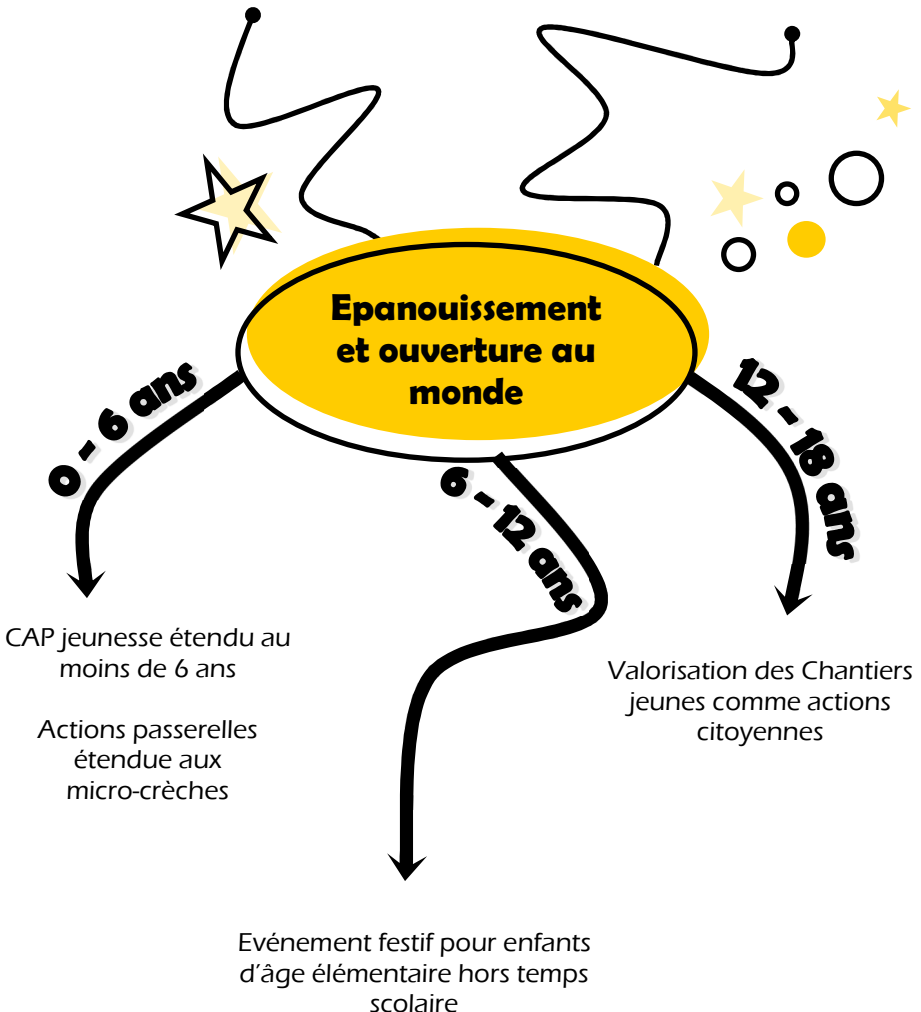 Epanouissement
et ouverture au
monde
0 - 6 ans
6 - 12 ans
12 - 18 ans
CAP jeunesse étendu au
moins de 6 ans
Actions passerelles
étendue aux
micro-crèches
Valorisation des Chantiers
jeunes comme actions
citoyennes
Evénement festif pour enfants
d'âge élémentaire hors temps
scolaire